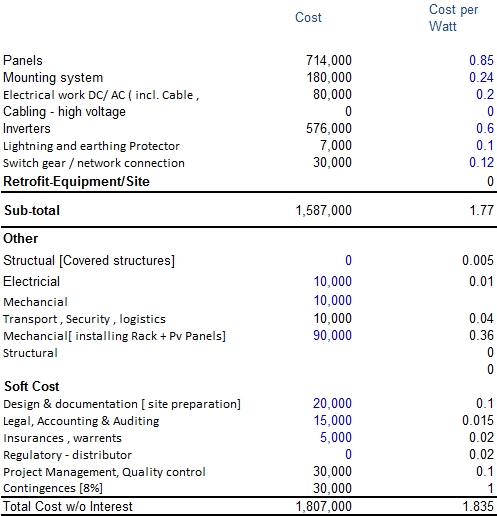 Cost Cost per Watt
Panels 714,000 0.85
Mounting system 180,000 0.24
Electrical work DC/ AC ( incl. Cable , 80,000 0.2
Cabling - high voltage 0 0
Inverters 576,000 0.6
Lightning and earthing Protector 7,000 0.1
Switch gear / network connection 30,000 0.12
Retrofit-Equipment/Site 0
Sub-total 1,587,000 1.77
Other
Structual [Covered structures] 0 0.005
Electricial 10,000 0.01
Mechancial 10,000
Transport , Security , logistics 10,000 0.04
Mechancial[ installing Rack + Pv Panels] 90,000 0.36
Structural 0
0
Soft Cost
Design & documentation [ site preparation] 20,000 0.1
Legal, Accounting & Auditing 15,000 0.015
Insurances , warrents 5,000 0.02
Regulatory - distributor 0 0.02
Project Management, Quality control 30,000 0.1
Contingences [8%] 30,000 1
Total Cost w/o Interest 1,807,000 1.835